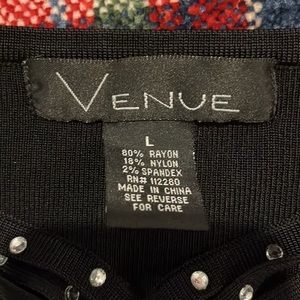 VENUE
L
80% RAYON
18% NYLON
2% SPANDEX
RN# 112280
MADE IN CHINA
SEE REVERSE
FOR CARE